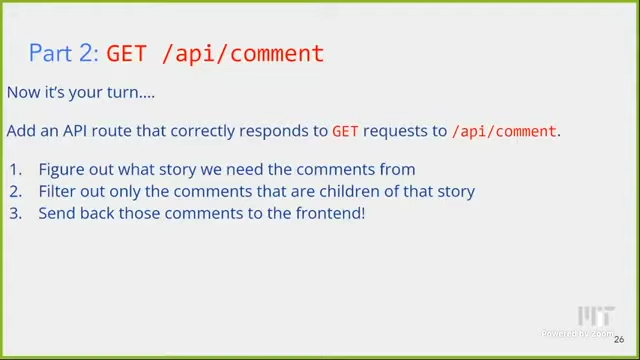 Part 2: GET /api/comment
Now it's your turn....
Add an API route that correctly responds to GET requests to /api/comment.
1. Figure out what story we need the comments from
2. Filter out only the comments that are children of that story
3. Send back those comments to the frontend!
MIT
Powered by Zoom
26